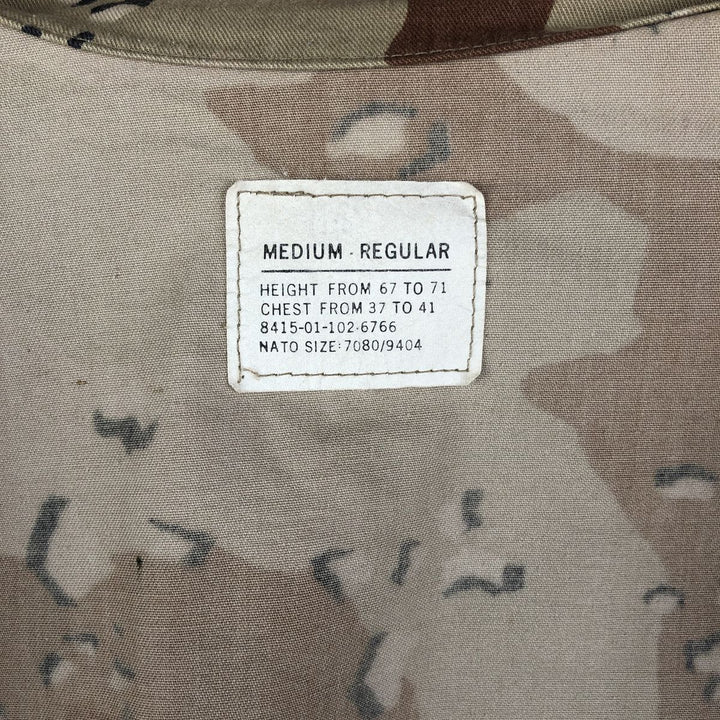 MEDIUM - REGULAR
HEIGHT FROM 67 TO 71
CHEST FROM 37 TO 41
8415-01-102-6766
NATO SIZE: 7080/9404